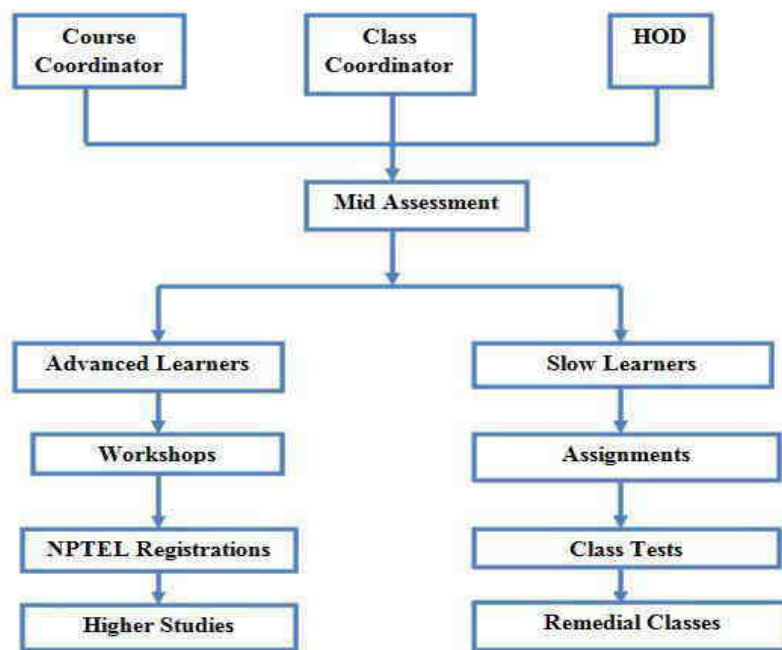 Course
Coordinator
Class
Coordinator
HOD
Mid Assessment
Advanced Learners
Slow Learners
Workshops
Assignments
NPTEL Registrations
Class Tests
Higher Studies
Remedial Classes